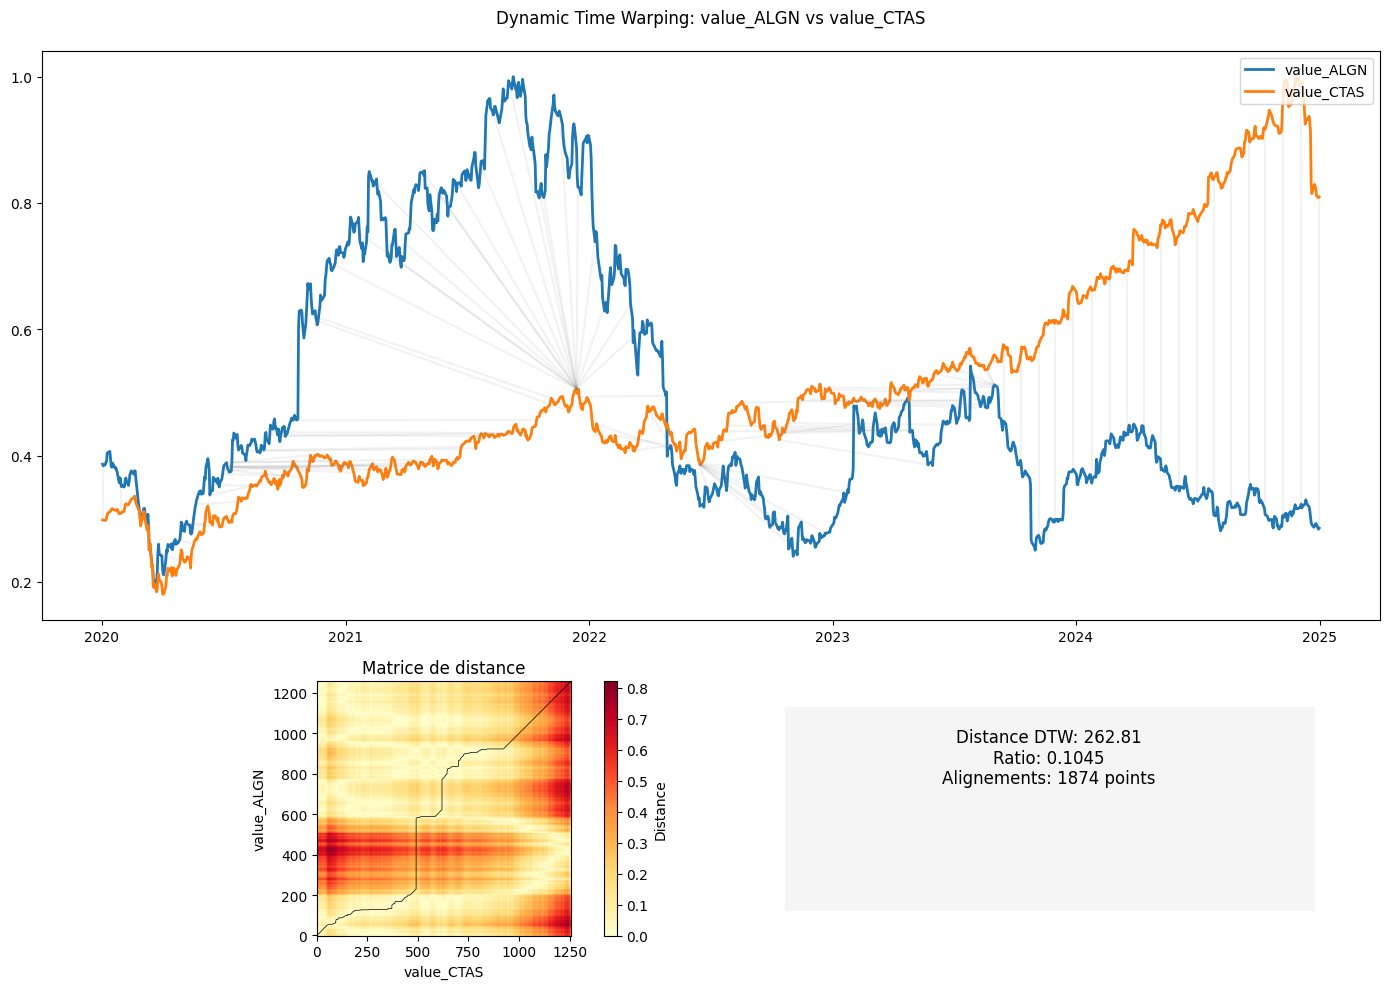 Dynamic Time Warping: value_ALGN vs value_CTAS
value_ALGN
value_CTAS
1.0
0.8
0.6
0.4
0.2
2020 2021 2022 2023 2024 2025
Matrice de distance
value_ALGN
1200
1000
800
600
400
200
0
0 250 500 750 1000 1250
value_CTAS
0.8
0.7
0.6
0.5
0.4
0.3
0.2
0.1
0.0
Distance
Distance DTW: 262.81
Ratio: 0.1045
Alignements: 1874 points